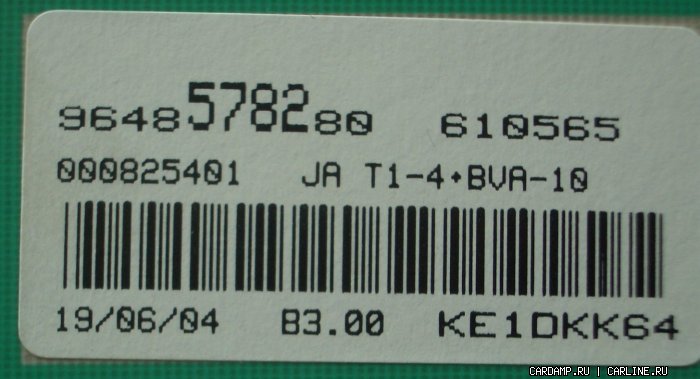 9648578280 610565
000825401 JA T1-4+BVA-10
19/06/04 B3.00 KE1DKK64
CARDAMP.RU | CARLINE.RU